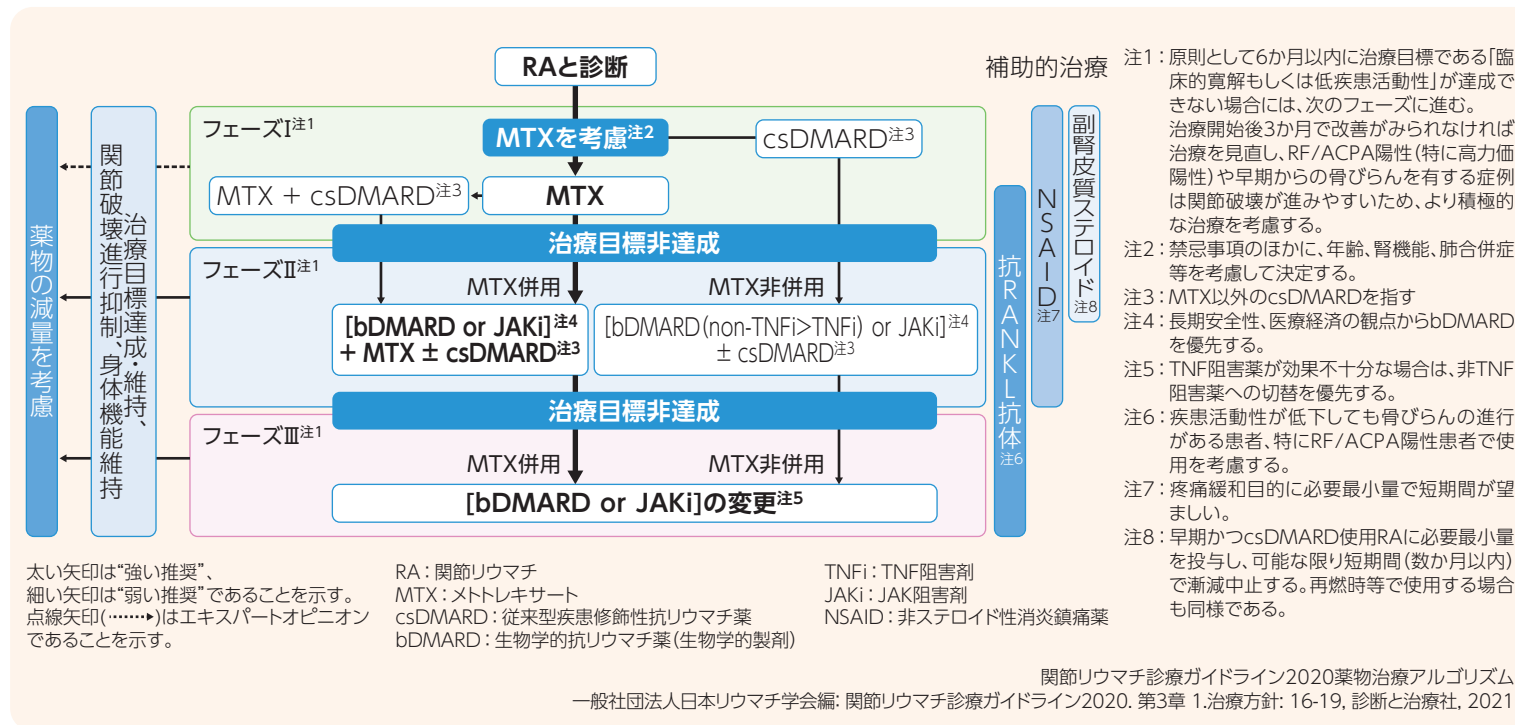 RAと診断
補助的治療
薬物の減量を考慮
治療目標達成・維持、
関節破壊進行抑制、身体機能維持
フェーズⅠ注1
MTXを考慮注2
csDMARD注3
MTX + csDMARD注3
MTX
治療目標非達成
フェーズⅡ注1
MTX併用
MTX非併用
[bDMARD or JAKi]注4
+ MTX ± csDMARD注3
[bDMARD(non-TNFi>TNFi) or JAKi]注4
± csDMARD注3
治療目標非達成
フェーズⅢ注1
MTX併用
MTX非併用
[bDMARD or JAKi]の変更注5
抗RANKL抗体注6
NSAID注7
副腎皮質ステロイド注8
注1：原則として6か月以内に治療目標である「臨
床的寛解もしくは低疾患活動性」が達成で
きない場合には、次のフェーズに進む。
治療開始後3か月で改善がみられなければ
治療を見直し、RF/ACPA陽性(特に高力価
陽性)や早期からの骨びらんを有する症例
は関節破壊が進みやすいため、より積極的
な治療を考慮する。
注2：禁忌事項のほかに、年齢、腎機能、肺合併症
等を考慮して決定する。
注3：MTX以外のcsDMARDを指す
注4：長期安全性、医療経済の観点からbDMARD
を優先する。
注5：TNF阻害薬が効果不十分な場合は、非TNF
阻害薬への切替を優先する。
注6：疾患活動性が低下しても骨びらんの進行
がある患者、特にRF/ACPA陽性患者で使
用を考慮する。
注7：疼痛緩和目的に必要最小量で短期間が望
ましい。
注8：早期かつcsDMARD使用RAに必要最小量
を投与し、可能な限り短期間(数か月以内)
で漸減中止する。再燃時等で使用する場合
も同様である。
太い矢印は“強い推奨”、
細い矢印は“弱い推奨”であることを示す。
点線矢印(‥‥‥▸)はエキスパートオピニオン
であることを示す。
RA：関節リウマチ
MTX：メトトレキサート
csDMARD：従来型疾患修飾性抗リウマチ薬
bDMARD：生物学的抗リウマチ薬(生物学的製剤)
TNFi：TNF阻害剤
JAKi：JAK阻害剤
NSAID：非ステロイド性消炎鎮痛薬
関節リウマチ診療ガイドライン2020薬物治療アルゴリズム
一般社団法人日本リウマチ学会編: 関節リウマチ診療ガイドライン2020. 第3章 1.治療方針: 16-19, 診断と治療社, 2021